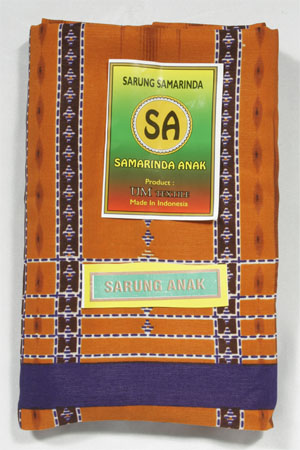 SARUNG SAMARINDA
SA
SAMARINDA ANAK
Product :
UM TEXTILE
Made in Indonesia
SARUNG ANAK